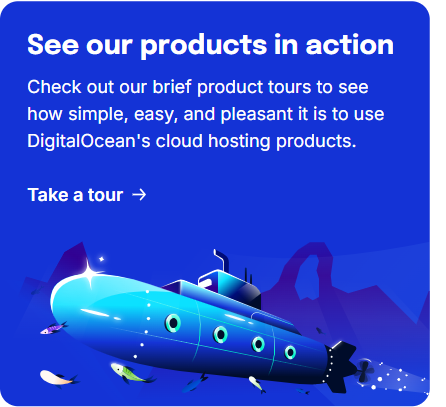 See our products in action
Check out our brief product tours to see
how simple, easy, and pleasant it is to use
DigitalOcean's cloud hosting products.
Take a tour →